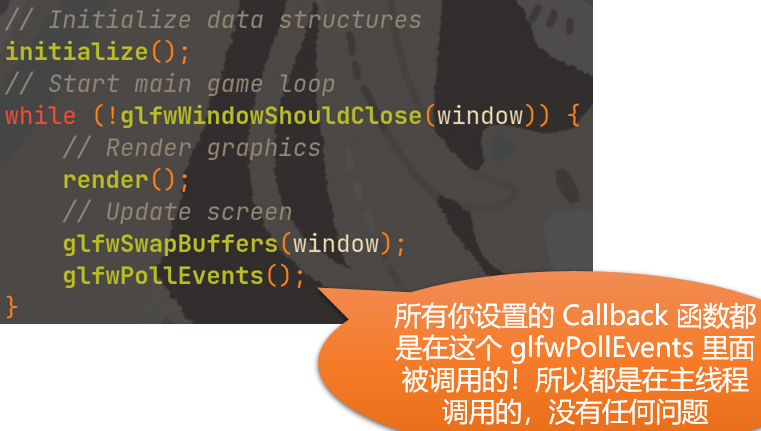 // Initialize data structures
initialize();
// Start main game loop
while (!glfwWindowShouldClose(window)) {
    // Render graphics
    render();
    // Update screen
    glfwSwapBuffers(window);
    glfwPollEvents();
}
所有你设置的 Callback 函数都
是在这个 glfwPollEvents 里面
被调用的！所以都是在主线程
调用的，没有任何问题